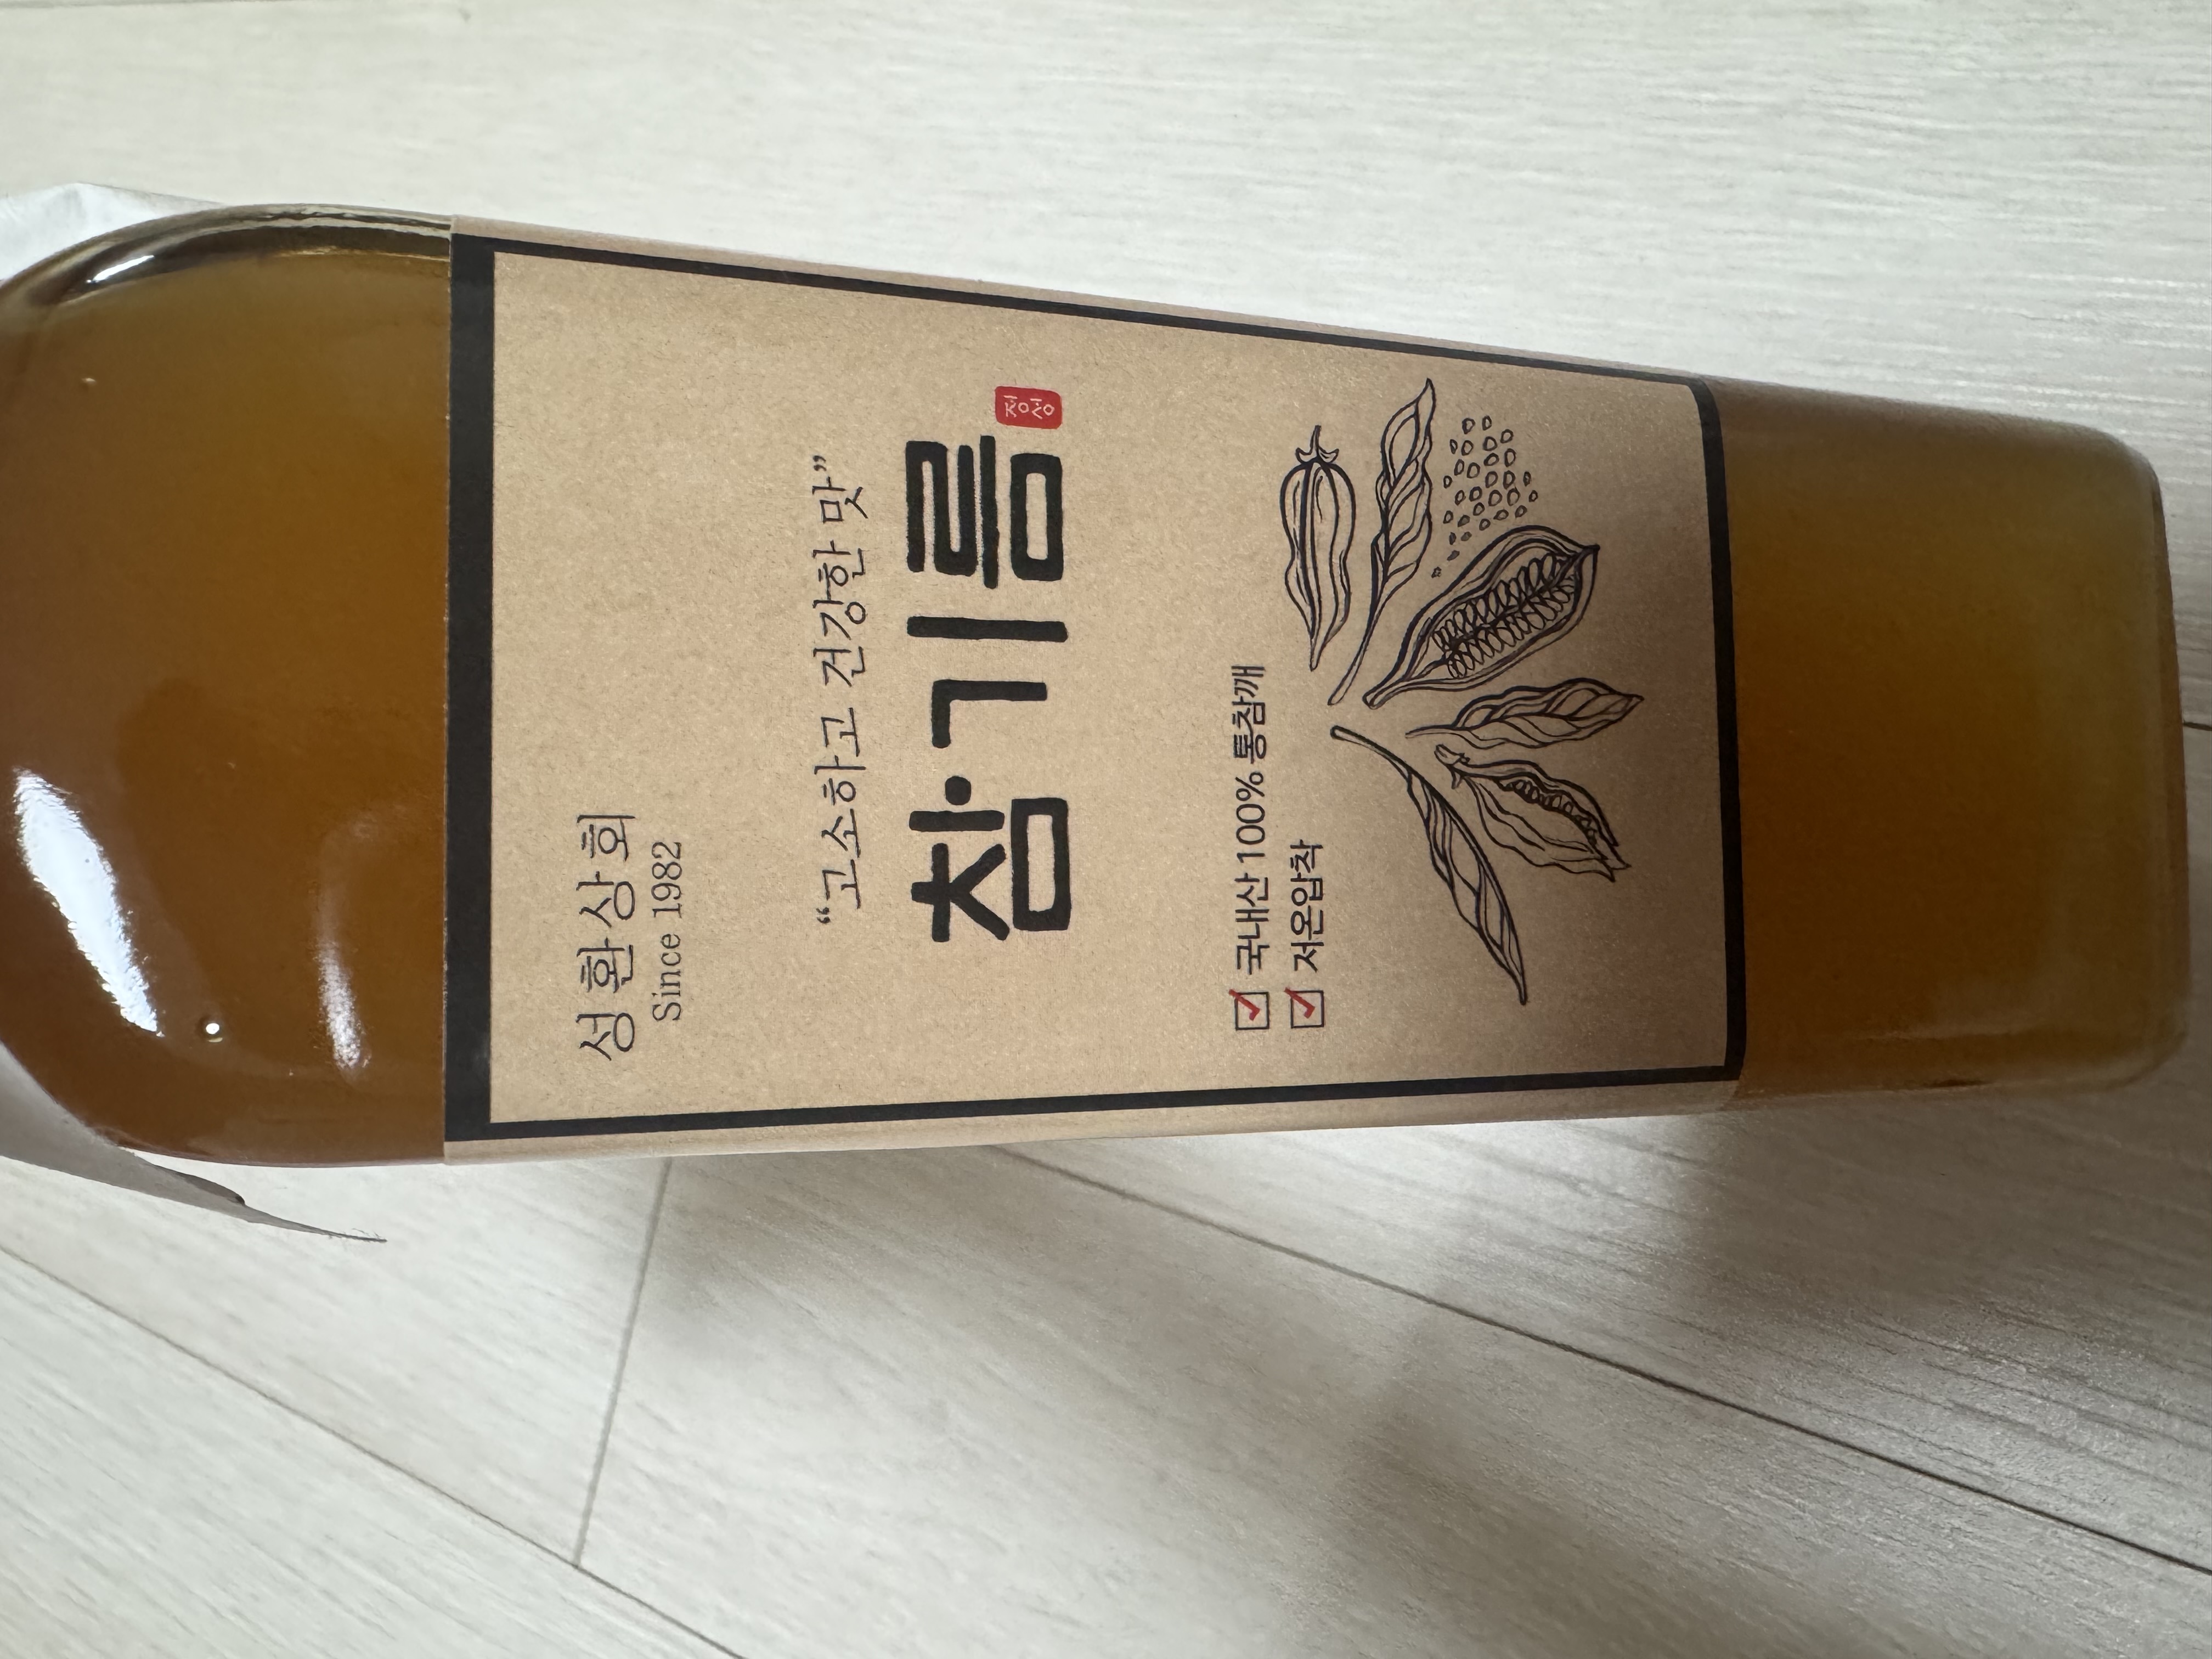 성환상회
Since 1982
“고소하고 건강한 맛”
참기름
정성
국내산 100% 통참깨
저온압착